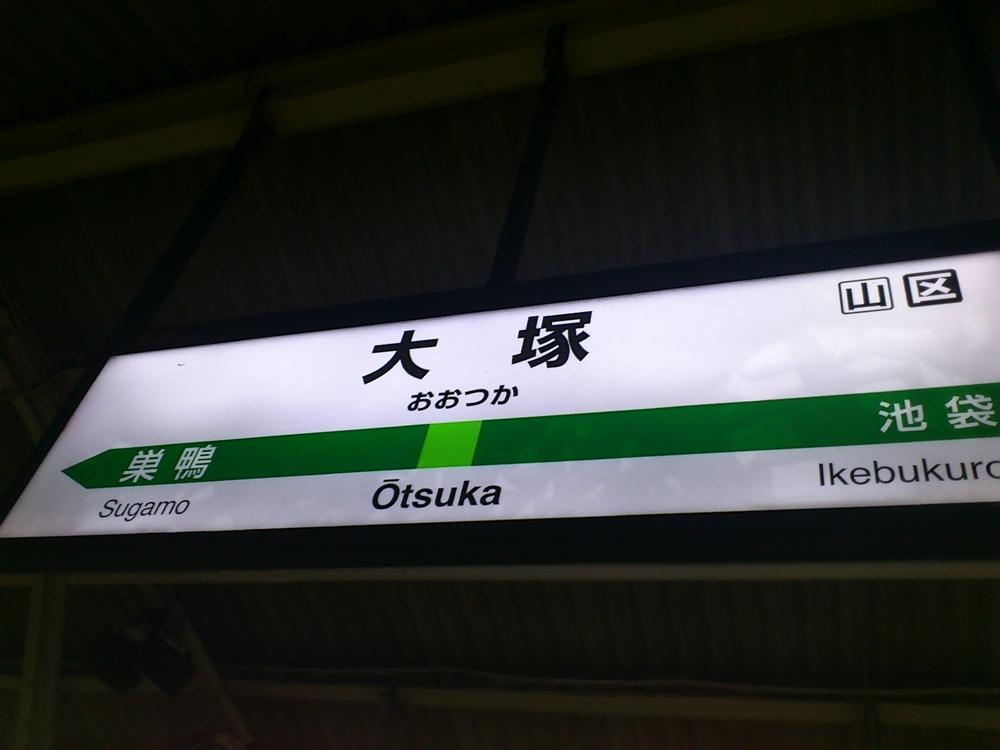 山 区
大塚
おおつか
巣鴨 池袋
Sugamo Ōtsuka Ikebukuro